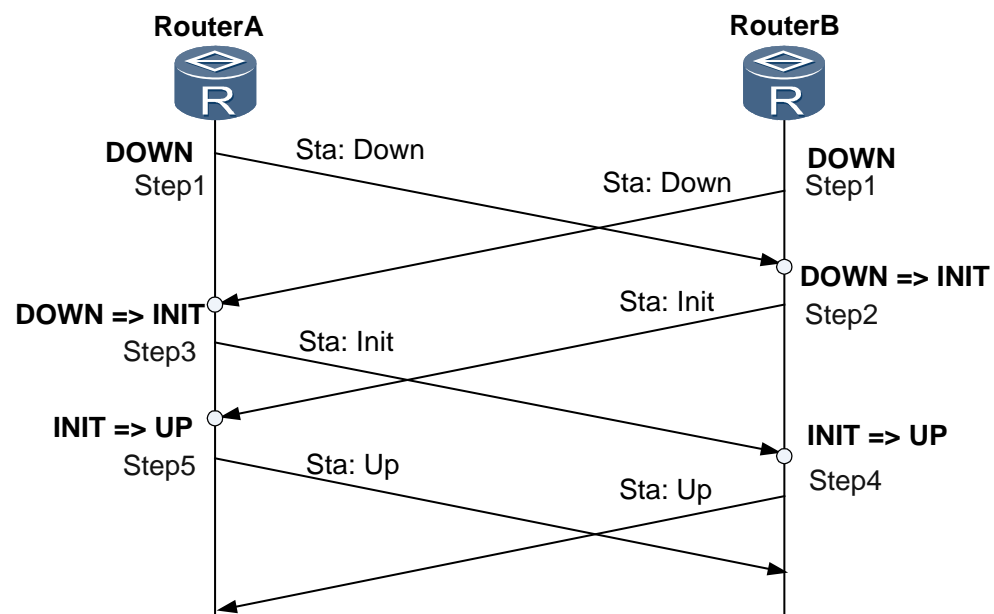 RouterA
RouterB
R
R
DOWN
Sta: Down
DOWN
Step1
Sta: Down
Step1
DOWN => INIT
DOWN => INIT
Sta: Init
Step2
Step3
Sta: Init
INIT => UP
INIT => UP
Step5
Sta: Up
Sta: Up
Step4